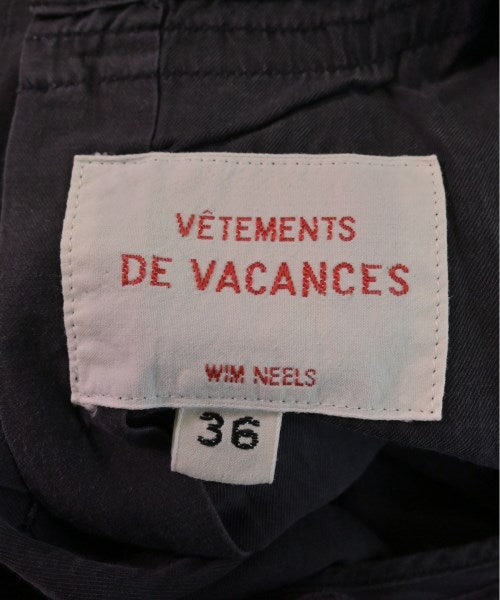 VÊTEMENTS
DE VACANCES
WIM NEELS
36